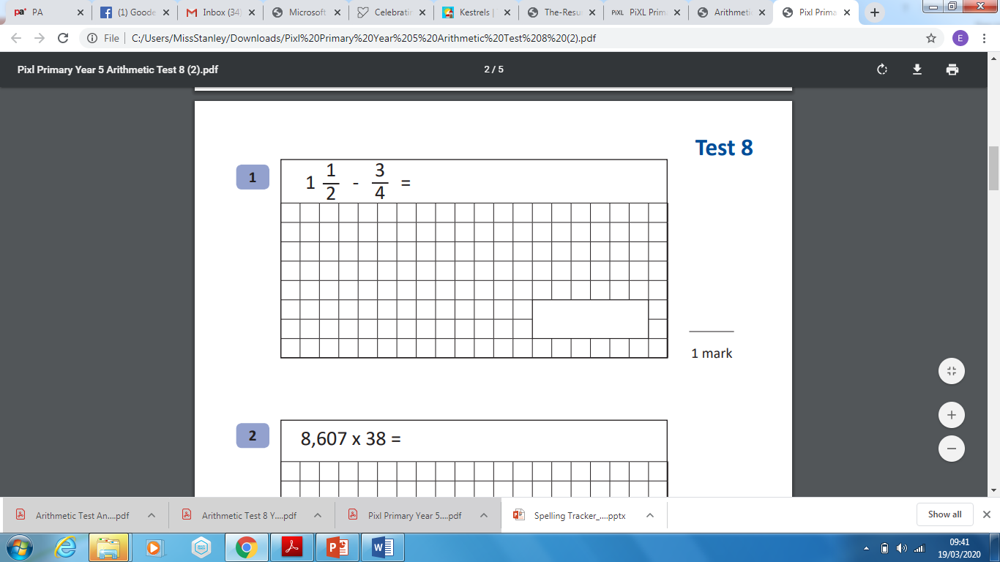 PA
(1) Goode
Inbox (34)
Microsoft
Celebratin
Kestrels |
The-Resu
PiXL Prim
Arithmeti
Pixl Prima
File | C:/Users/MissStanley/Downloads/Pixl%20Primary%20Year%205%20Arithmetic%20Test%208%20(2).pdf
E
Pixl Primary Year 5 Arithmetic Test 8 (2).pdf
2 / 5
Test 8
1
1 1/2 - 3/4 =
1 mark
2
8,607 x 38 =
Arithmetic Test An....pdf
Arithmetic Test 8 Y....pdf
Pixl Primary Year 5....pdf
Spelling Tracker_....pptx
Show all
09:41
19/03/2020